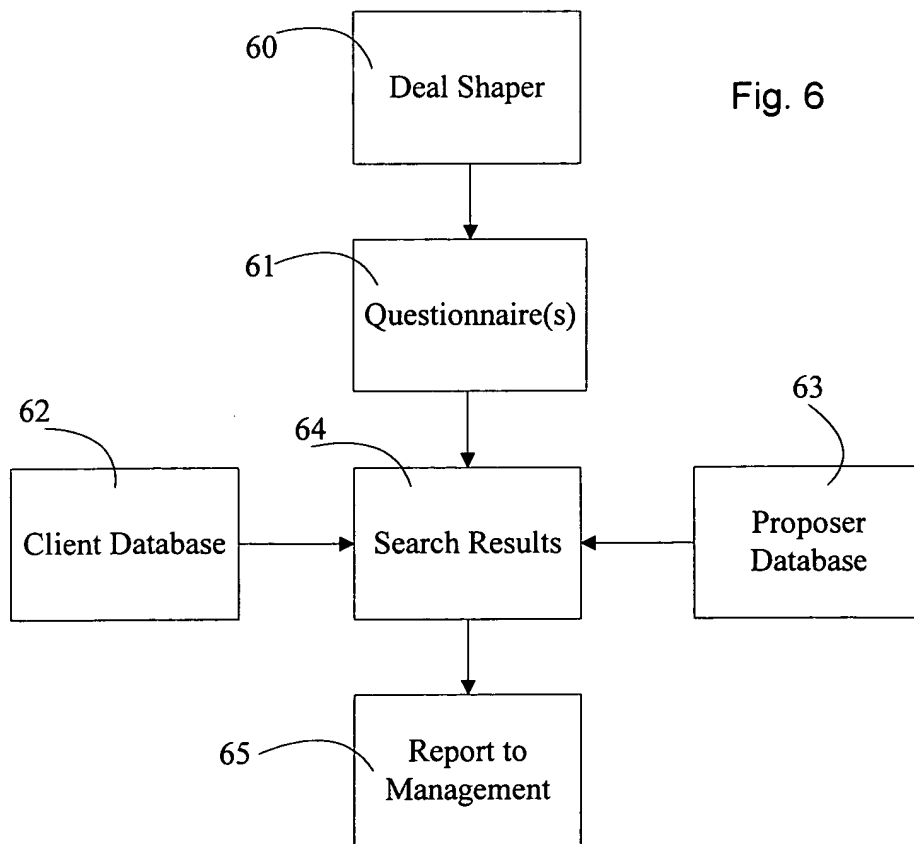 60
Deal Shaper
Fig. 6
61
Questionnaire(s)
62
64
63
Client Database
Search Results
Proposer
Database
65
Report to
Management